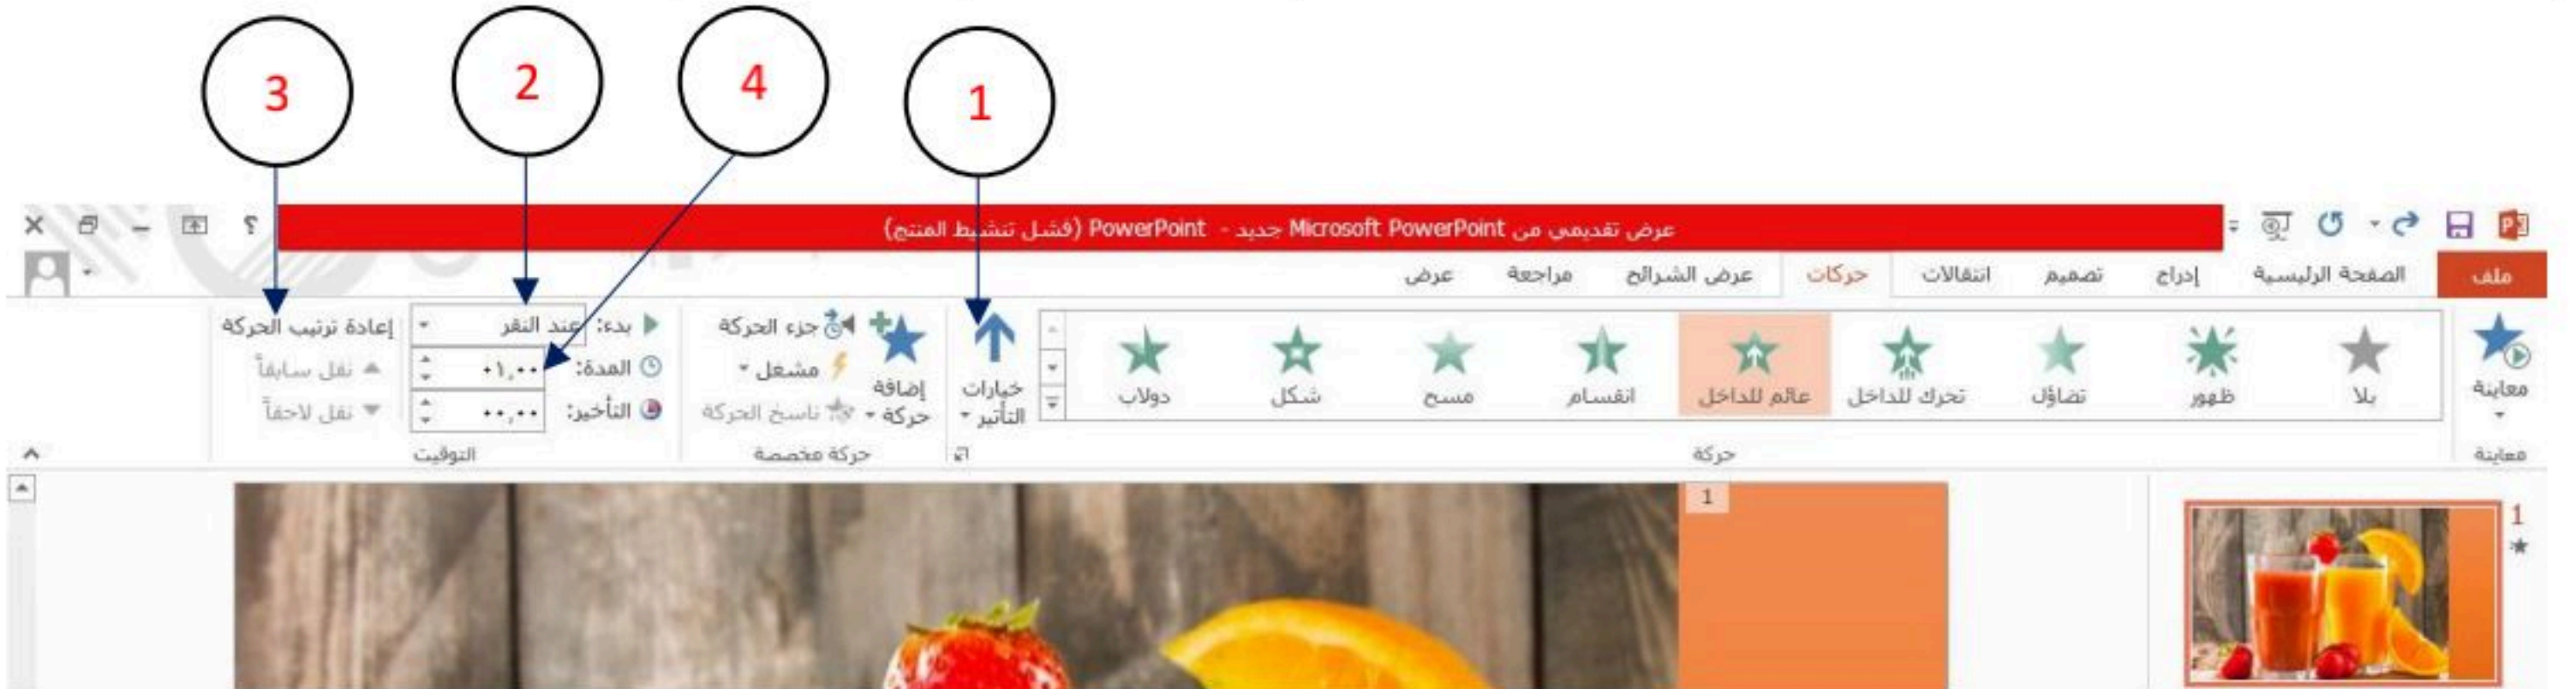 3
2
4
1
عرض تقديمي من Microsoft PowerPoint جديد - PowerPoint (فشل تنشيط المنتج)
ملف
الصفحة الرئيسية
إدراج
تصميم
انتقالات
حركات
عرض الشرائح
مراجعة
عرض
معاينة
بلا
ظهور
تضاؤل
تحرك للداخل
عائم للداخل
انقسام
مسح
شكل
دولاب
خيارات
التأثير
إضافة
حركة
جزء الحركة
مشغل
ناسخ الحركة
بدء: عند النقر
المدة: ٠١,٠٠
التأخير: ٠٠,٠٠
إعادة ترتيب الحركة
نقل سابقاً
نقل لاحقاً
معاينة
حركة
حركة مخصصة
التوقيت
1
1